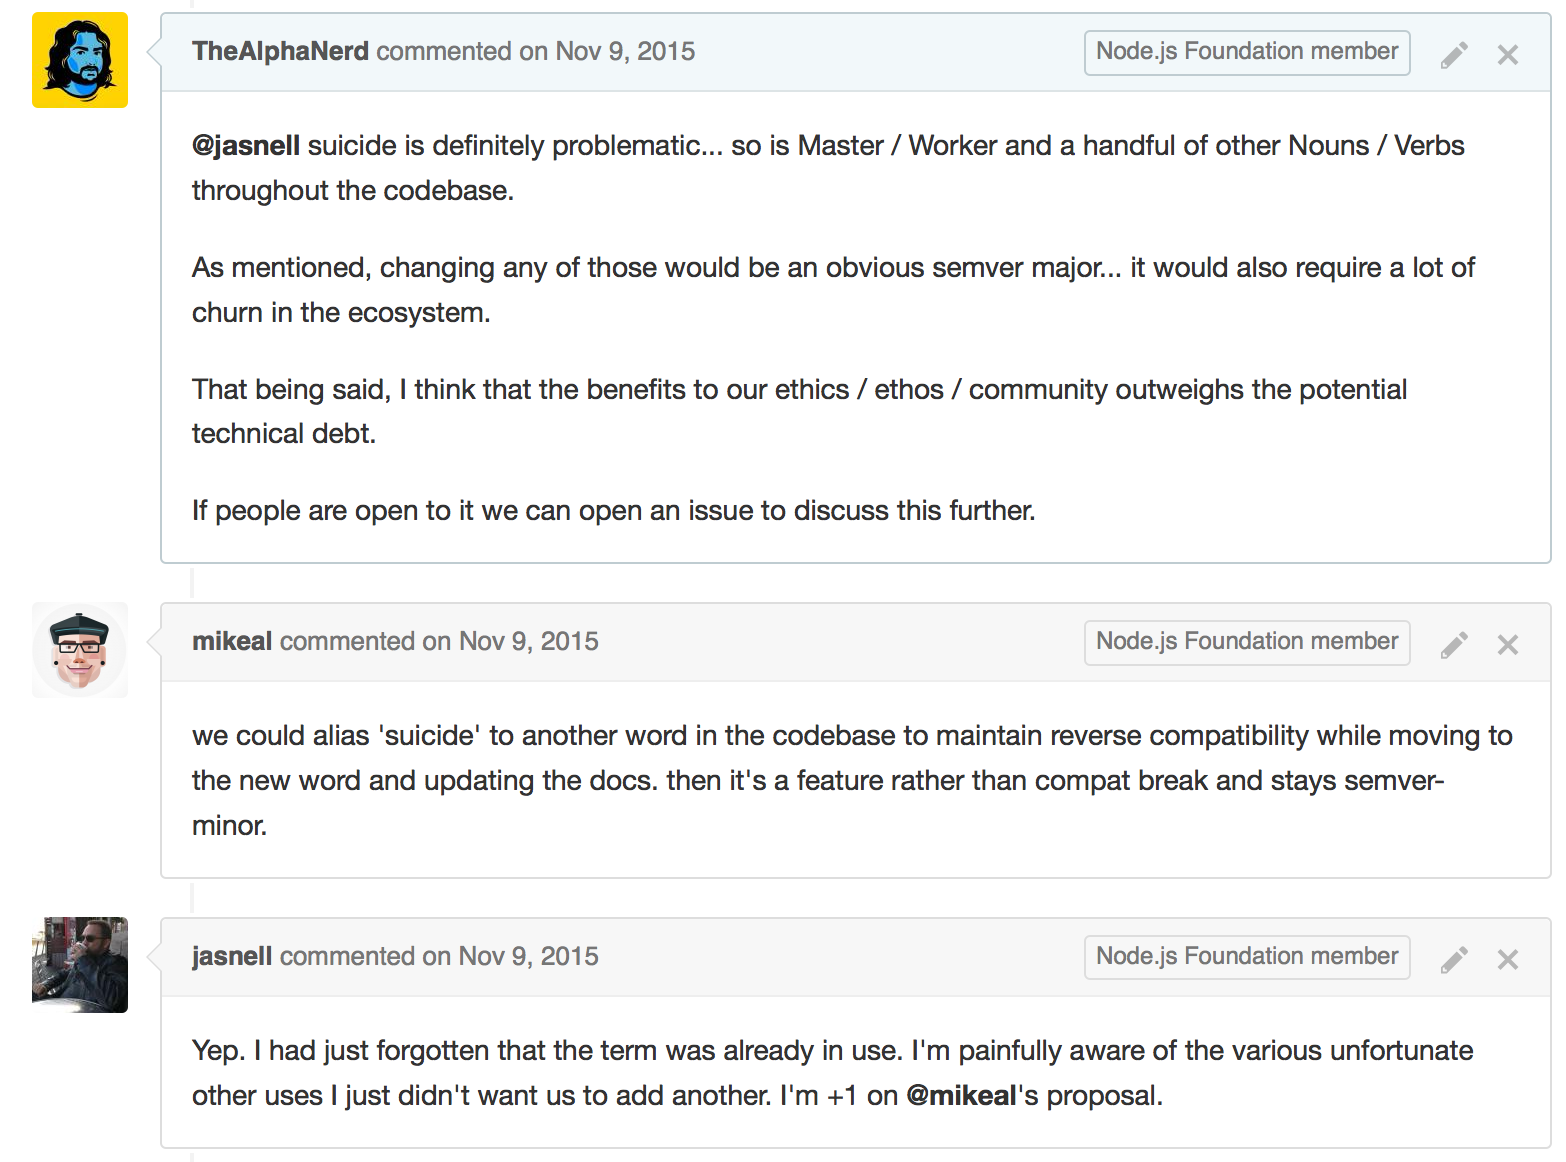 TheAlphaNerd commented on Nov 9, 2015 Node.js Foundation member
@jasnell suicide is definitely problematic... so is Master / Worker and a handful of other Nouns / Verbs
throughout the codebase.
As mentioned, changing any of those would be an obvious semver major... it would also require a lot of
churn in the ecosystem.
That being said, I think that the benefits to our ethics / ethos / community outweighs the potential
technical debt.
If people are open to it we can open an issue to discuss this further.
mikeal commented on Nov 9, 2015 Node.js Foundation member
we could alias 'suicide' to another word in the codebase to maintain reverse compatibility while moving to
the new word and updating the docs. then it's a feature rather than compat break and stays semver-
minor.
jasnell commented on Nov 9, 2015 Node.js Foundation member
Yep. I had just forgotten that the term was already in use. I'm painfully aware of the various unfortunate
other uses I just didn't want us to add another. I'm +1 on @mikeal's proposal.